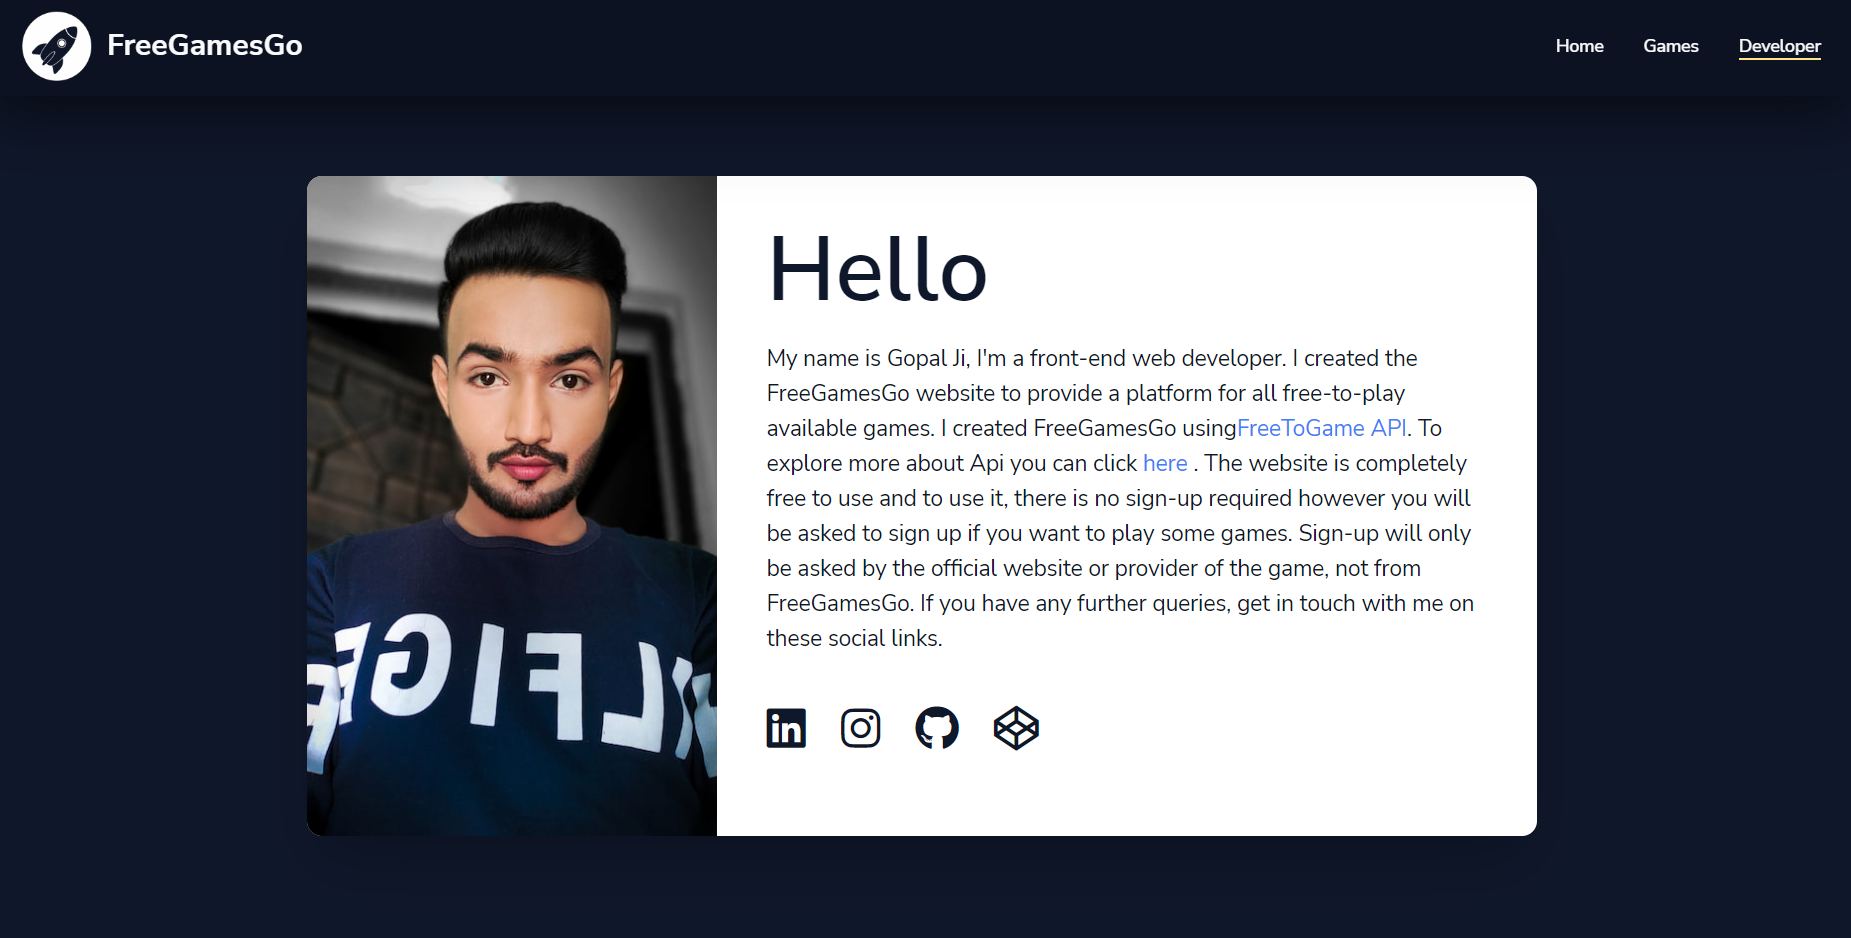 FreeGamesGo
Home
Games
Developer
Hello
My name is Gopal Ji, I'm a front-end web developer. I created the
FreeGamesGo website to provide a platform for all free-to-play
available games. I created FreeGamesGo usingFreeToGame API. To
explore more about Api you can click here . The website is completely
free to use and to use it, there is no sign-up required however you will
be asked to sign up if you want to play some games. Sign-up will only
be asked by the official website or provider of the game, not from
FreeGamesGo. If you have any further queries, get in touch with me on
these social links.
in